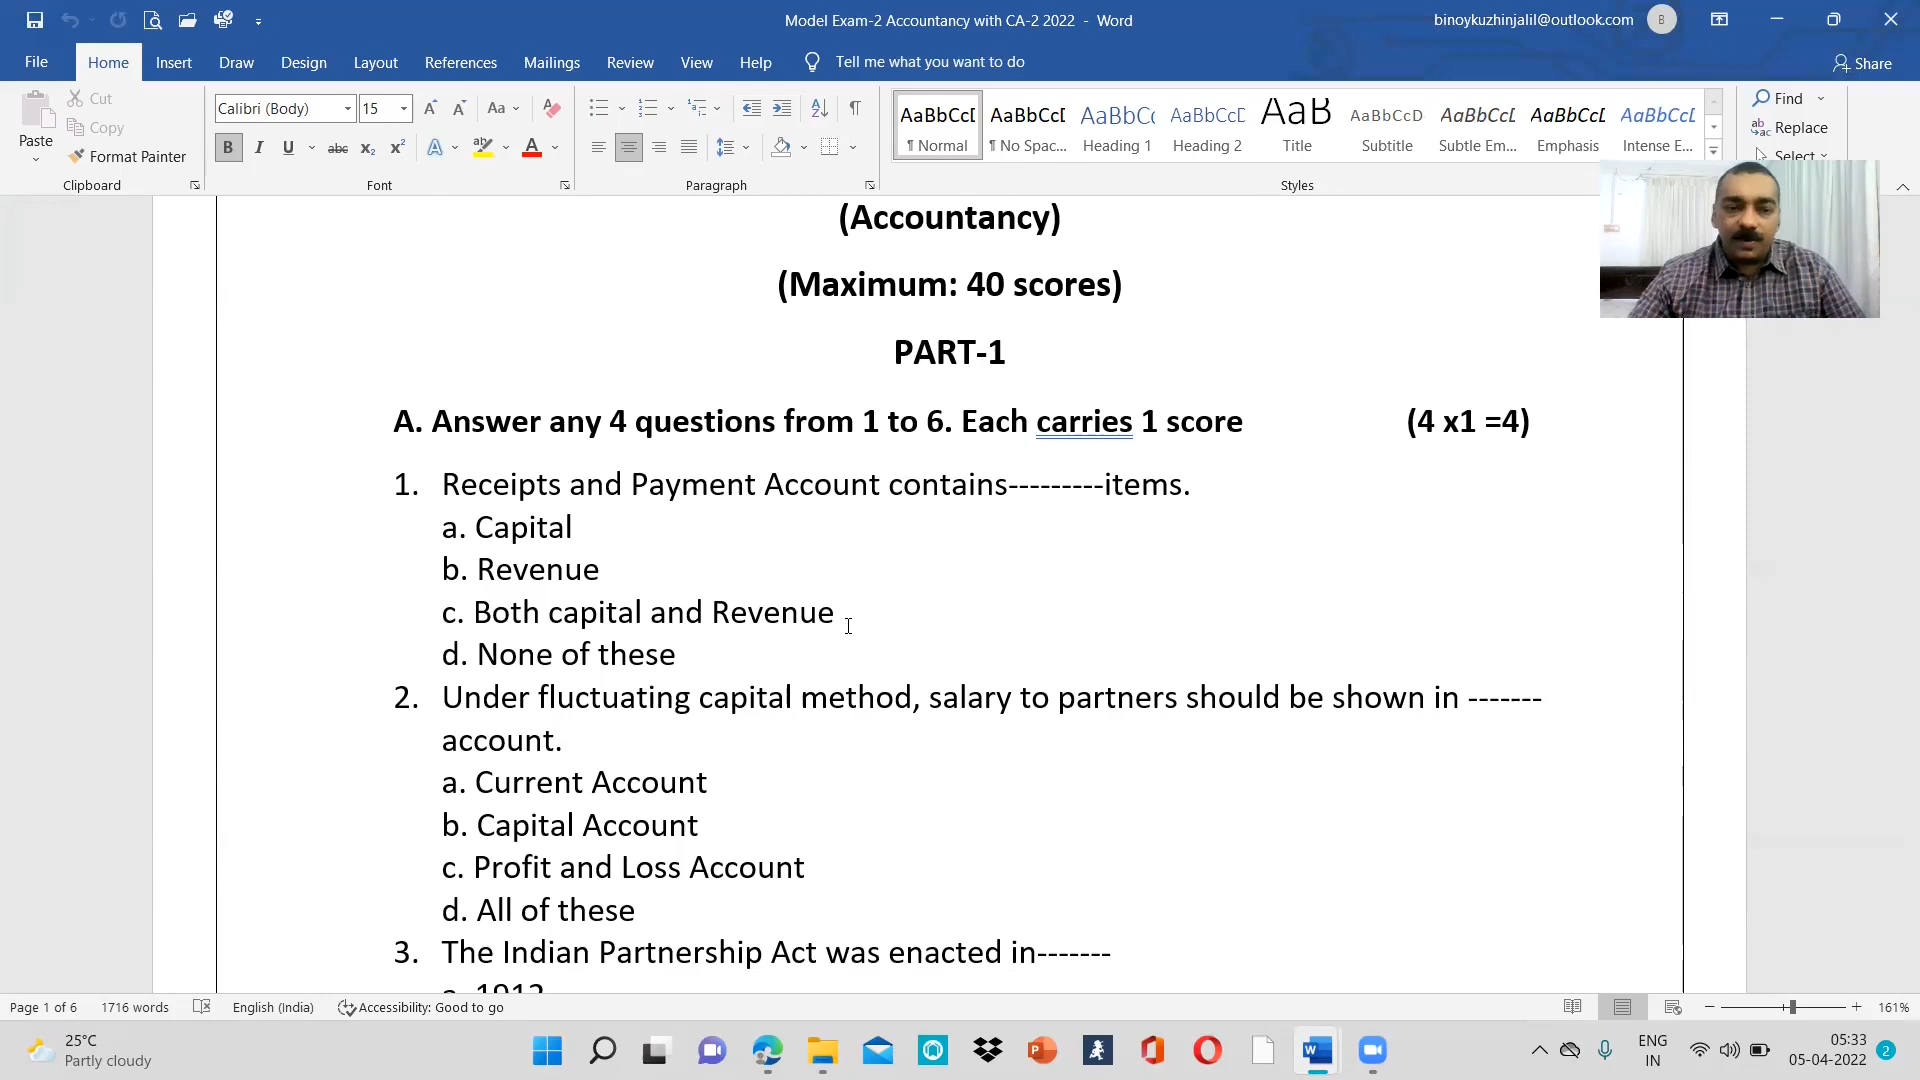 Model Exam-2 Accountancy with CA-2 2022 - Word
binoykuzhinjalil@outlook.com
B
File Home Insert Draw Design Layout References Mailings Review View Help Tell me what you want to do
Share
Paste
Cut
Copy
Format Painter
Clipboard
Calibri (Body) 15
Font
Paragraph
AaBbCcI AaBbCcI AaBbCc AaBbCcE AaB AaBbCcD AaBbCcL AaBbCcL AaBbCcL
¶ Normal ¶ No Spac... Heading 1 Heading 2 Title Subtitle Subtle Em... Emphasis Intense E...
Styles
Find
Replace
Select
(Accountancy)
(Maximum: 40 scores)
PART-1
A. Answer any 4 questions from 1 to 6. Each carries 1 score (4 x1 =4)
1. Receipts and Payment Account contains---------items.
a. Capital
b. Revenue
c. Both capital and Revenue
d. None of these
2. Under fluctuating capital method, salary to partners should be shown in -------
account.
a. Current Account
b. Capital Account
c. Profit and Loss Account
d. All of these
3. The Indian Partnership Act was enacted in-------
a. 1912
Page 1 of 6 1716 words English (India) Accessibility: Good to go 161%
25°C
Partly cloudy
ENG
IN
05:33
05-04-2022
2